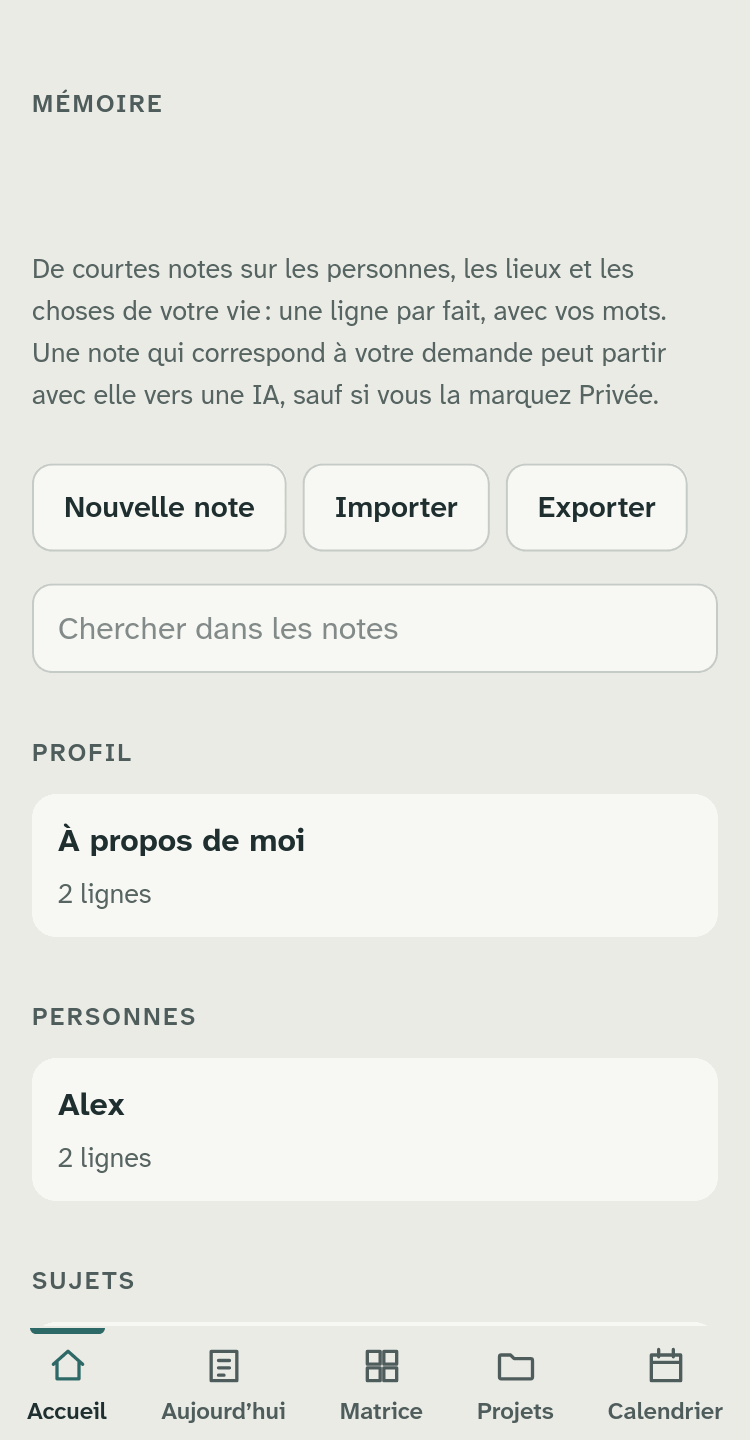 MÉMOIRE
De courtes notes sur les personnes, les lieux et les
choses de votre vie : une ligne par fait, avec vos mots.
Une note qui correspond à votre demande peut partir
avec elle vers une IA, sauf si vous la marquez Privée.
Nouvelle note
Importer
Exporter
Chercher dans les notes
PROFIL
À propos de moi
2 lignes
PERSONNES
Alex
2 lignes
SUJETS
Accueil
Aujourd’hui
Matrice
Projets
Calendrier